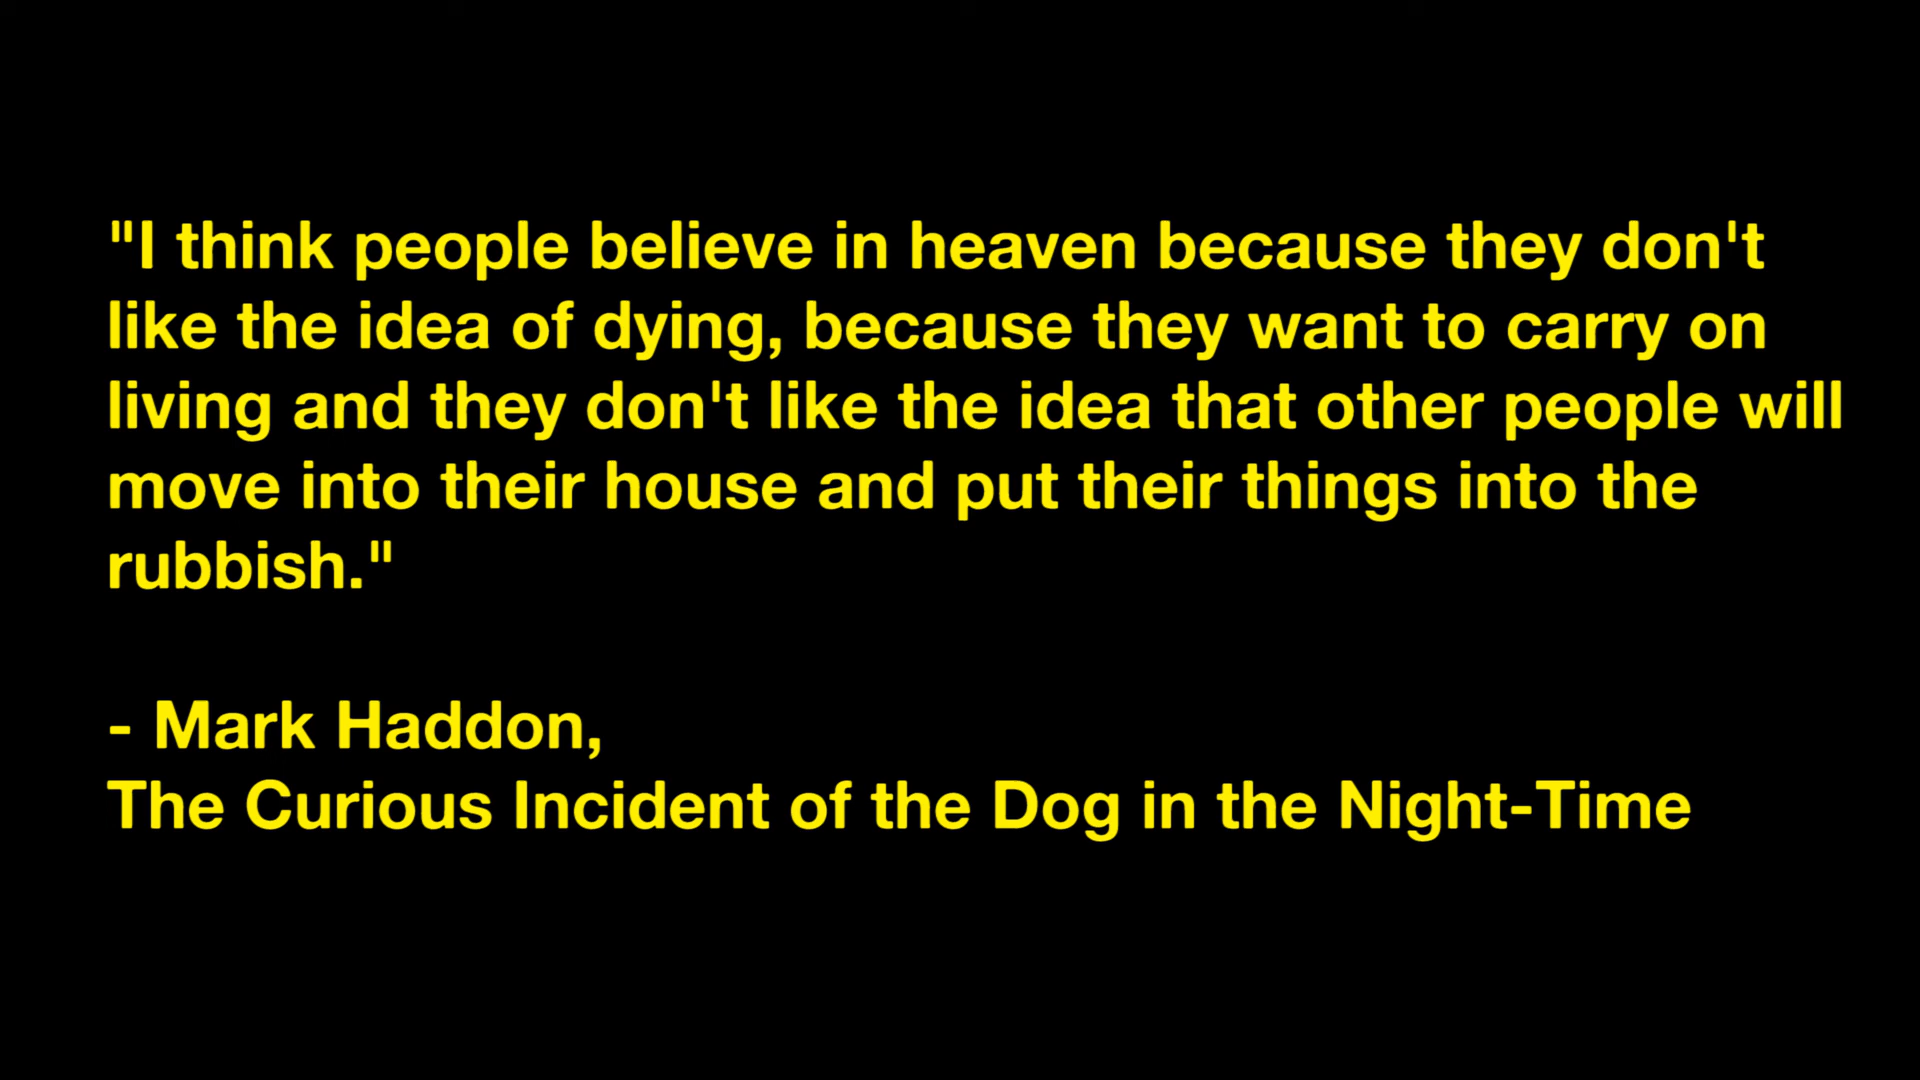 "I think people believe in heaven because they don't
like the idea of dying, because they want to carry on
living and they don't like the idea that other people will
move into their house and put their things into the
rubbish."
- Mark Haddon,
The Curious Incident of the Dog in the Night-Time